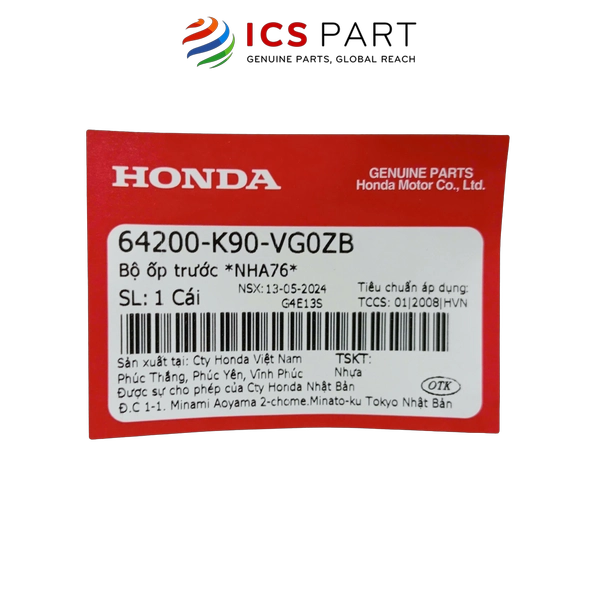 ICS PART
GENUINE PARTS, GLOBAL REACH
HONDA
GENUINE PARTS
Honda Motor Co., Ltd.
64200-K90-VG0ZB
Bộ ốp trước *NHA76*
NSX: 13-05-2024
Tiêu chuẩn áp dụng:
SL: 1 Cái
G4E13S
TCCS: 01|2008|HVN
Sản xuất tại: Cty Honda Việt Nam
TSKT:
Phúc Thắng, Phúc Yên, Vĩnh Phúc
Nhựa
Được sự cho phép của Cty Honda Nhật Bản
OTK
Đ.C 1-1. Minami Aoyama 2-chome.Minato-ku Tokyo Nhật Bản